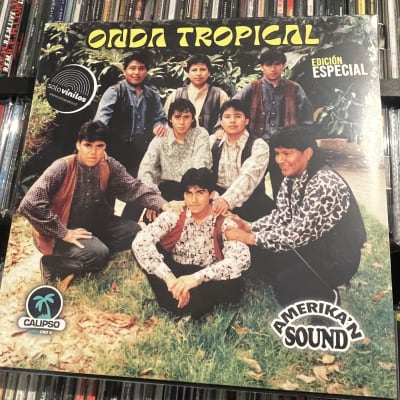 ONDA TROPICAL
EDICIÓN
ESPECIAL
solovinilos
CALIPSO
AMERIKA'N
SOUND